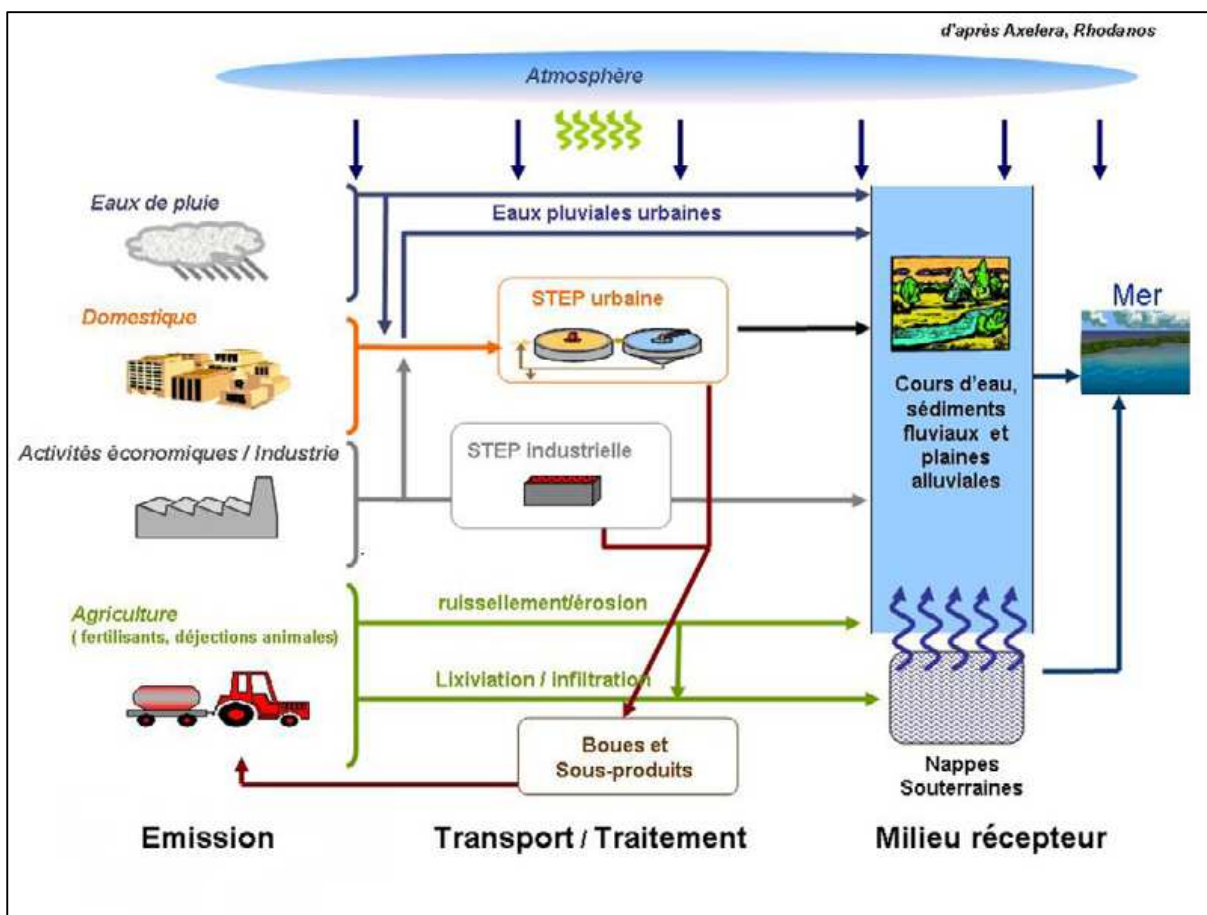 d'après Axelera, Rhodanos
Atmosphère
Eaux de pluie
Eaux pluviales urbaines
Domestique
STEP urbaine
Mer
Cours d'eau,
sédiments
fluviaux et
plaines
alluviales
Activités économiques / Industrie
STEP industrielle
Agriculture
( fertilisants, déjections animales)
ruissellement/érosion
Lixiviation / infiltration
Boues et
Sous-produits
Nappes
Souterraines
Emission
Transport / Traitement
Milieu récepteur